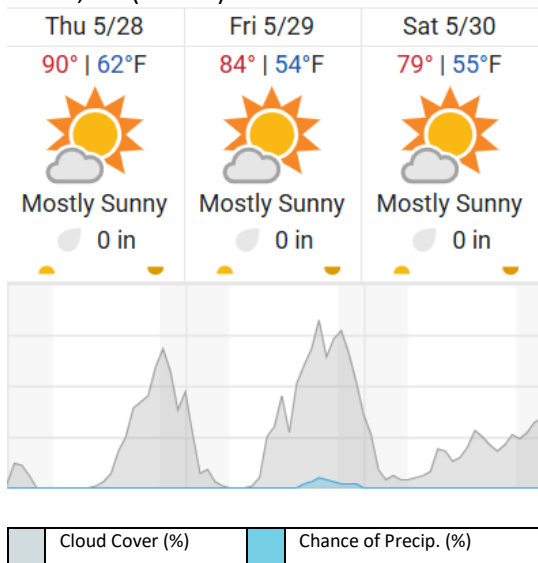 Thu 5/28 Fri 5/29 Sat 5/30
90° | 62°F 84° | 54°F 79° | 55°F
Mostly Sunny Mostly Sunny Mostly Sunny
0 in 0 in 0 in
Cloud Cover (%) Chance of Precip. (%)